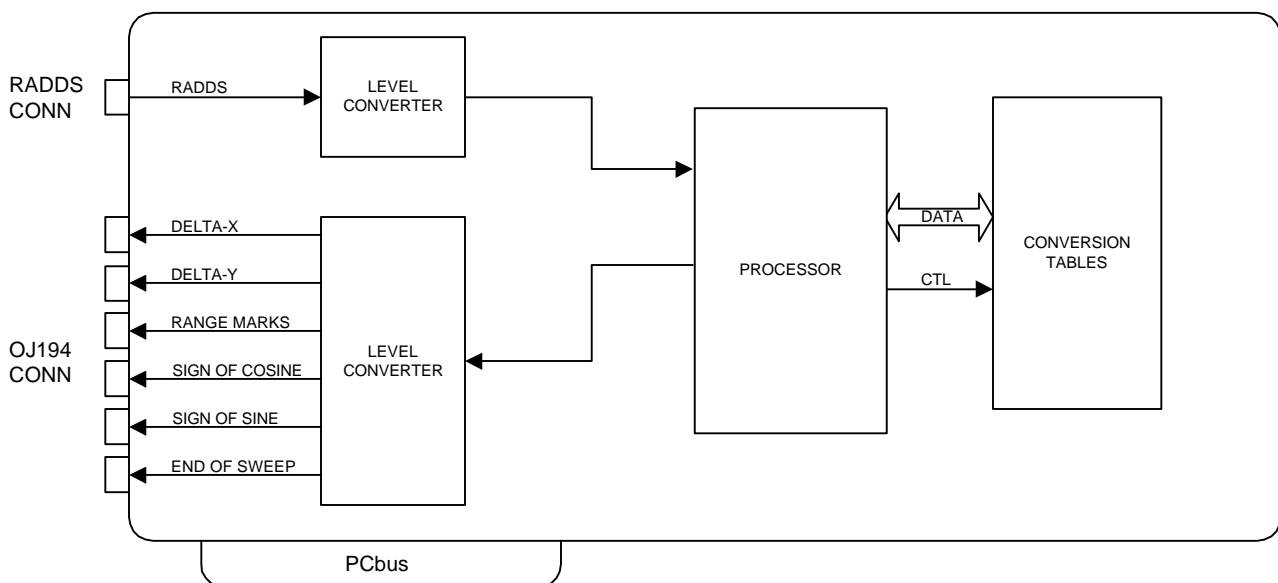 RADDS
CONN
RADDS
LEVEL
CONVERTER
PROCESSOR
DATA
CTL
CONVERSION
TABLES
OJ194
CONN
DELTA-X
DELTA-Y
RANGE MARKS
SIGN OF COSINE
SIGN OF SINE
END OF SWEEP
LEVEL
CONVERTER
PCbus